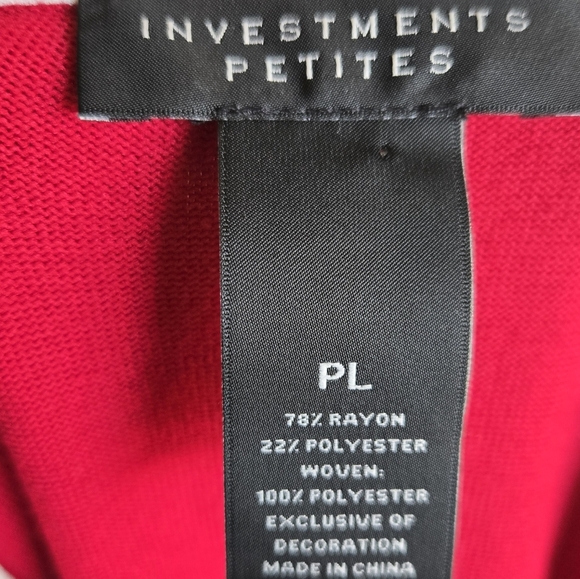 INVESTMENTS
PETITES
PL
78% RAYON
22% POLYESTER
WOVEN:
100% POLYESTER
EXCLUSIVE OF
DECORATION
MADE IN CHINA